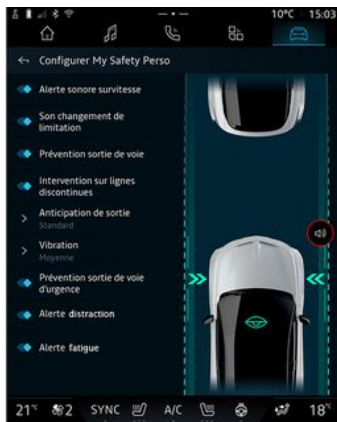 10°C 15:03
Configurer My Safety Perso
Alerte sonore survitesse
Son changement de
limitation
Prévention sortie de voie
Intervention sur lignes
discontinues
Anticipation de sortie
Standard
Vibration
Moyenne
Prévention sortie de voie
d'urgence
Alerte distraction
Alerte fatigue
21°C 2 SYNC A/C 18°C